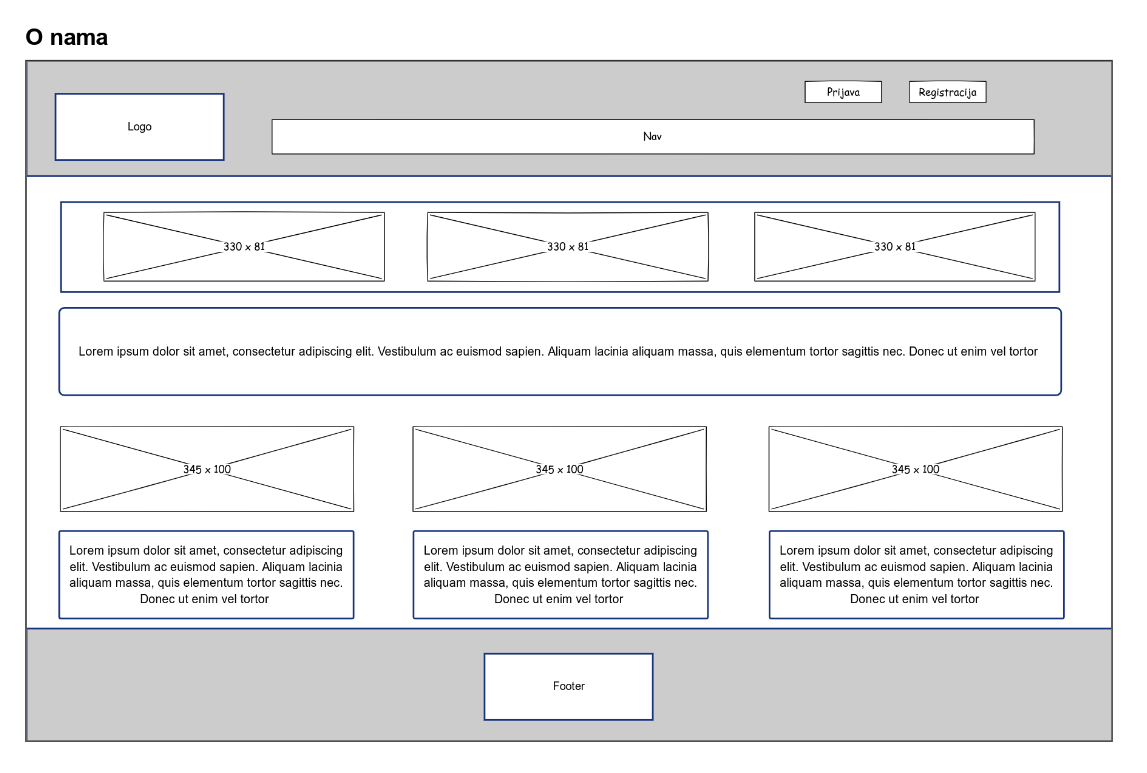 O nama
Prijava
Registracija
Logo
Nav
330 x 81
330 x 81
330 x 81
Lorem ipsum dolor sit amet, consectetur adipiscing elit. Vestibulum ac euismod sapien. Aliquam lacinia aliquam massa, quis elementum tortor sagittis nec. Donec ut enim vel tortor
345 x 100
345 x 100
345 x 100
Lorem ipsum dolor sit amet, consectetur adipiscing
elit. Vestibulum ac euismod sapien. Aliquam lacinia
aliquam massa, quis elementum tortor sagittis nec.
Donec ut enim vel tortor
Lorem ipsum dolor sit amet, consectetur adipiscing
elit. Vestibulum ac euismod sapien. Aliquam lacinia
aliquam massa, quis elementum tortor sagittis nec.
Donec ut enim vel tortor
Lorem ipsum dolor sit amet, consectetur adipiscing
elit. Vestibulum ac euismod sapien. Aliquam lacinia
aliquam massa, quis elementum tortor sagittis nec.
Donec ut enim vel tortor
Footer